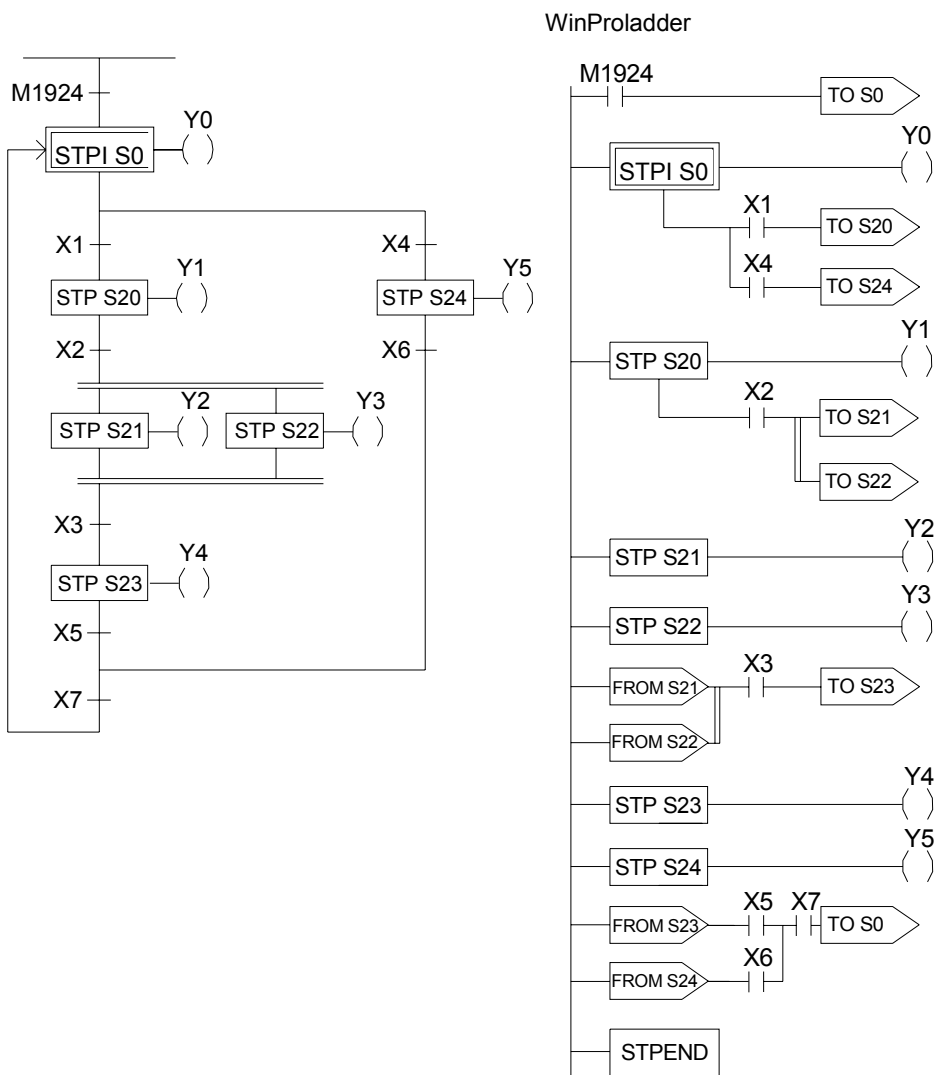 WinProladder
M1924
STPI S0
Y0
X1
X4
STP S20
Y1
STP S24
Y5
X2
X6
STP S21
Y2
STP S22
Y3
X3
STP S23
Y4
X5
X7
M1924
TO S0
STPI S0
Y0
X1
TO S20
X4
TO S24
STP S20
Y1
X2
TO S21
TO S22
STP S21
Y2
STP S22
Y3
FROM S21
X3
TO S23
FROM S22
STP S23
Y4
STP S24
Y5
FROM S23
X5
X7
TO S0
FROM S24
X6
STPEND